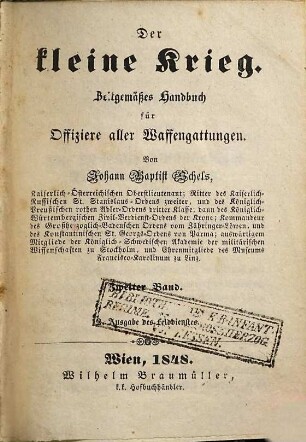 Der
kleine Krieg.
Zeitgemäßes Handbuch
für
Offiziere aller Waffengattungen.
Von
Johann Baptist Schels,
Kaiserlich-Österreichischen Oberstlieutenant; Ritter des Kaiserlich-
Russischen St. Stanislaus-Ordens zweiter, und des Königlich-
Preußischen rothen Adler-Ordens dritter Klasse; dann des Königlich-
Württembergischen Zivil-Verdienst-Ordens der Krone; Kommandeur
des Großherzoglich-Badenschen Ordens vom Zähringer-Löwen, und
des Konstantinischen St. Georgs-Ordens von Parma; auswärtigem
Mitgliede der Königlich-Schwedischen Akademie der militärischen
Wissenschaften zu Stockholm, und Ehrenmitgliede des Museums
Francisco-Karolinum zu Linz.
Zweiter Band.
Ausgabe des Felddienstes
Wien, 1848.
Wilhelm Braumüller,
k.k. Hofbuchhändler.